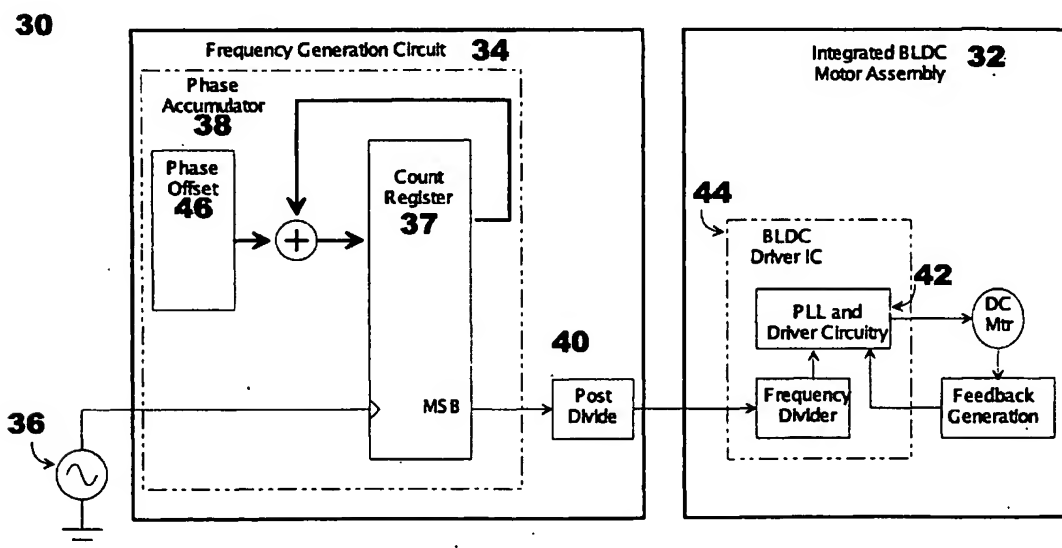 30
Frequency Generation Circuit 34
Phase
Accumulator
38
Phase
Offset
46
Count
Register
37
MSB
36
40
Post
Divide
Integrated BLDC 32
Motor Assembly
44
BLDC
Driver IC
42
PLL and
Driver Circuitry
DC
Mtr
Frequency
Divider
Feedback
Generation